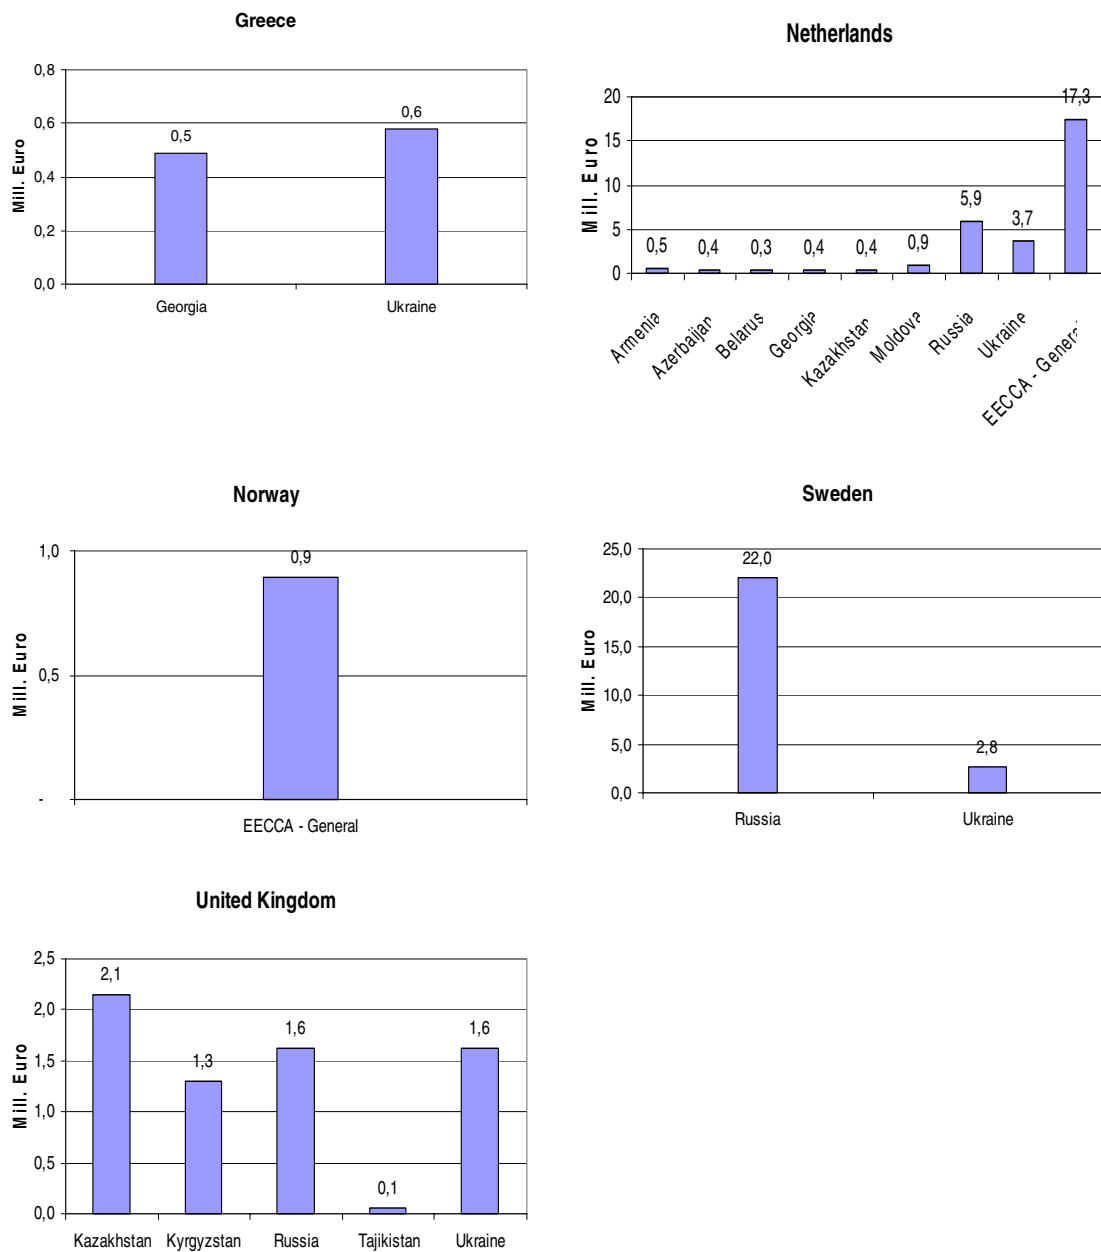 Greece
Mill. Euro
0,8
0,6
0,4
0,2
0,0
0,5
0,6
Georgia
Ukraine
Netherlands
Mill. Euro
20
15
10
5
0
0,5
0,4
0,3
0,4
0,4
0,9
5,9
3,7
17,3
Armenia
Azerbaijan
Belarus
Georgia
Kazakhstan
Moldova
Russia
Ukraine
EECCA - General
Norway
Mill. Euro
1,0
0,5
-
0,9
EECCA - General
Sweden
Mill. Euro
25,0
20,0
15,0
10,0
5,0
0,0
22,0
2,8
Russia
Ukraine
United Kingdom
Mill. Euro
2,5
2,0
1,5
1,0
0,5
0,0
2,1
1,3
1,6
0,1
1,6
Kazakhstan
Kyrgyzstan
Russia
Tajikistan
Ukraine